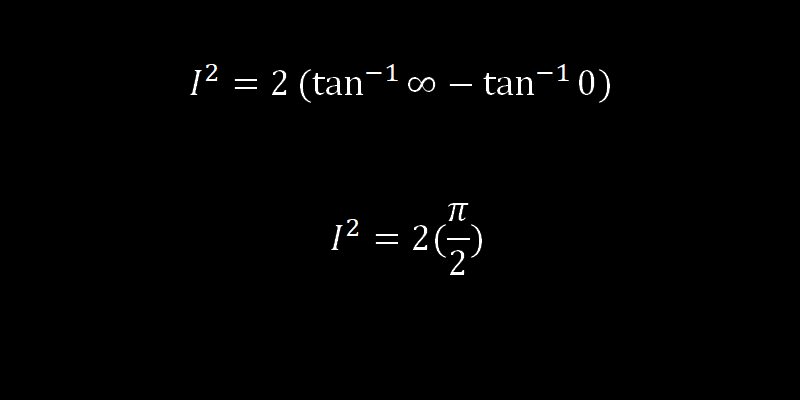 I² = 2 (tan⁻¹ ∞ − tan⁻¹ 0)
I² = 2(π/2)